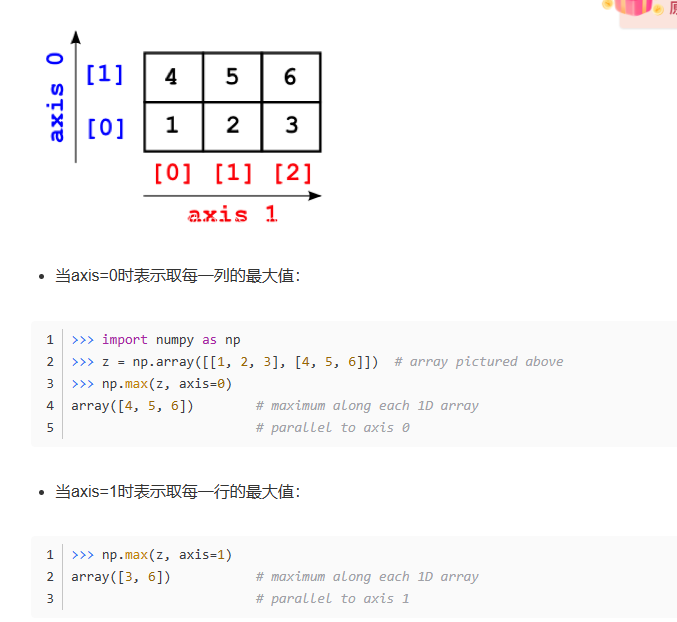 axis 0
[1] 4 5 6
[0] 1 2 3
[0] [1] [2]
axis 1
当axis=0时表示取每一列的最大值：
1 >>> import numpy as np
2 >>> z = np.array([[1, 2, 3], [4, 5, 6]])  # array pictured above
3 >>> np.max(z, axis=0)
4 array([4, 5, 6])        # maximum along each 1D array
5                         # parallel to axis 0
当axis=1时表示取每一行的最大值：
1 >>> np.max(z, axis=1)
2 array([3, 6])           # maximum along each 1D array
3                         # parallel to axis 1